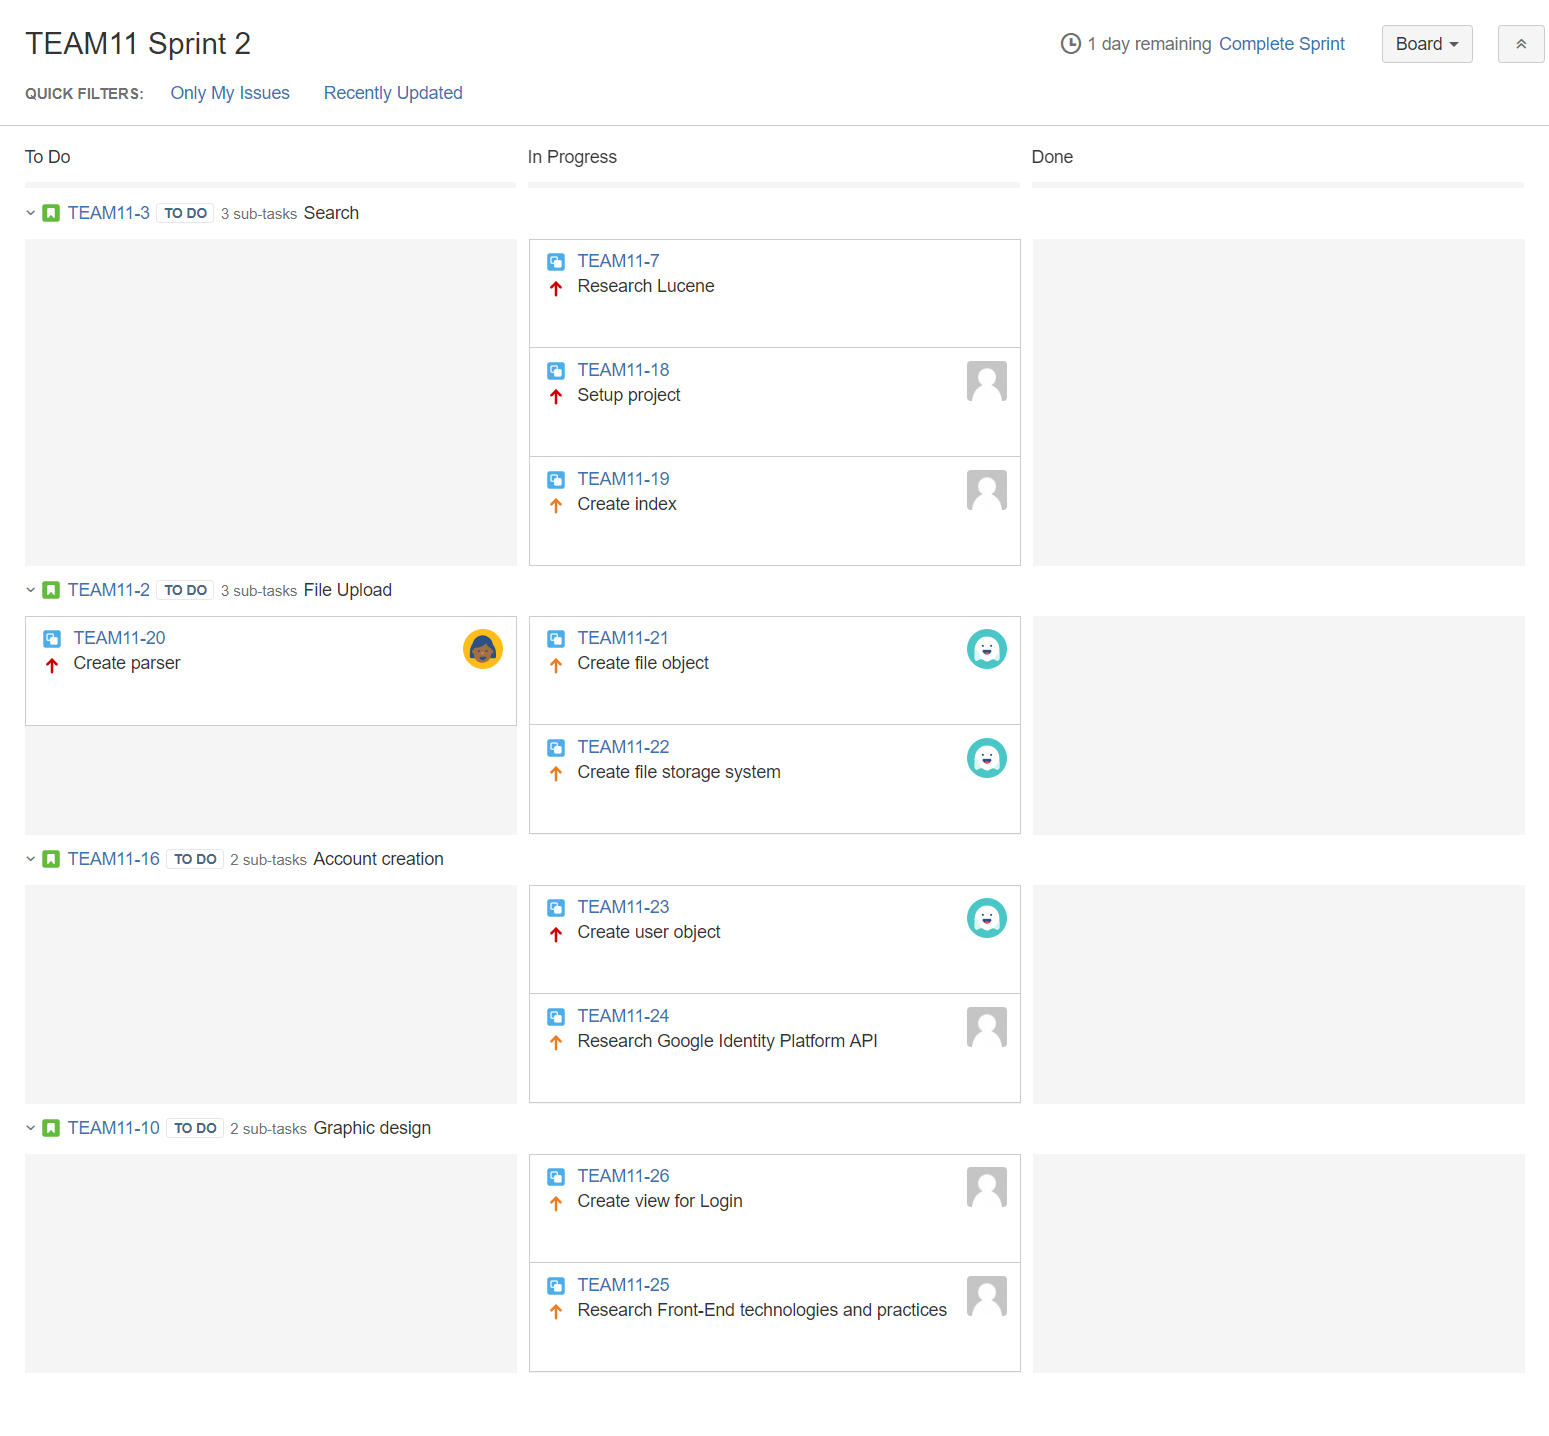 TEAM11 Sprint 2
1 day remaining Complete Sprint Board
QUICK FILTERS: Only My Issues Recently Updated
To Do In Progress Done
TEAM11-3 TO DO 3 sub-tasks Search
TEAM11-7
Research Lucene
TEAM11-18
Setup project
TEAM11-19
Create index
TEAM11-2 TO DO 3 sub-tasks File Upload
TEAM11-20
Create parser
TEAM11-21
Create file object
TEAM11-22
Create file storage system
TEAM11-16 TO DO 2 sub-tasks Account creation
TEAM11-23
Create user object
TEAM11-24
Research Google Identity Platform API
TEAM11-10 TO DO 2 sub-tasks Graphic design
TEAM11-26
Create view for Login
TEAM11-25
Research Front-End technologies and practices